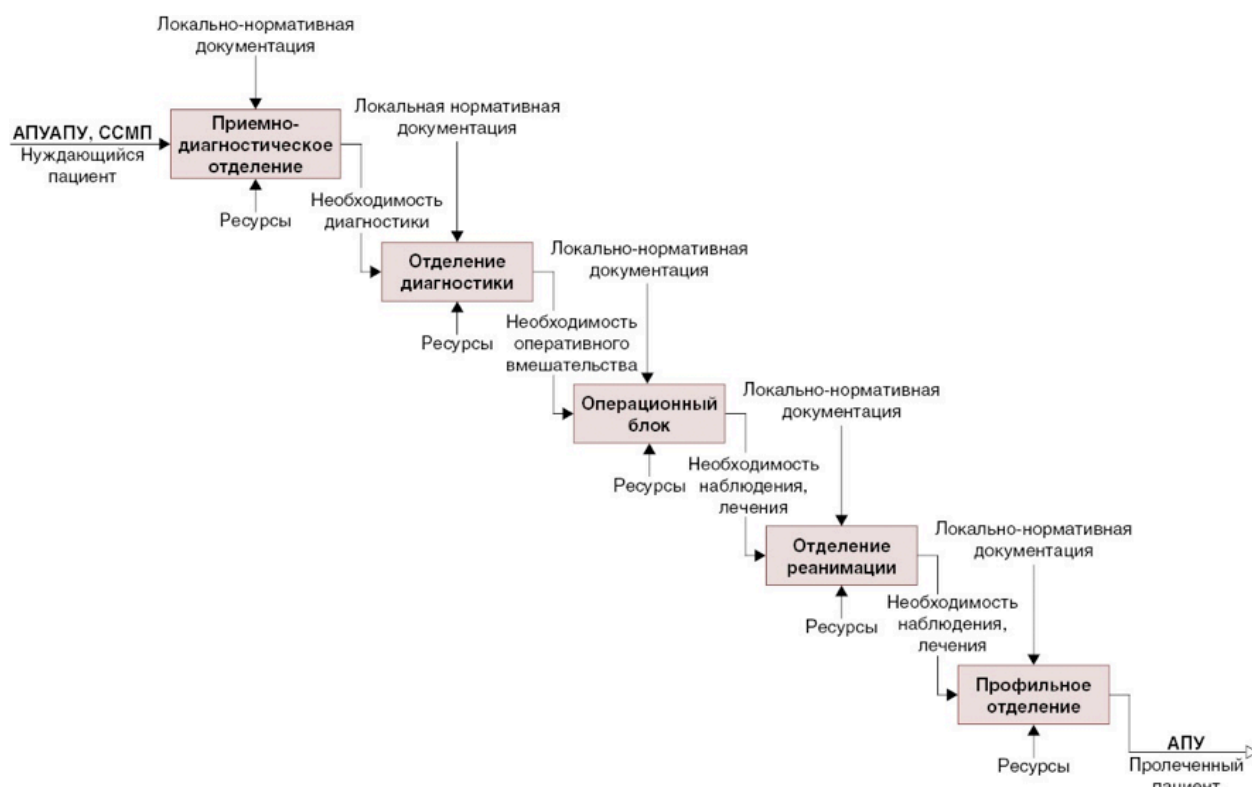 Локально-нормативная
документация
АПУАПУ, ССМП
Нуждающийся
пациент
Приемно-
диагностическое
отделение
Ресурсы
Локальная нормативная
документация
Необходимость
диагностики
Отделение
диагностики
Ресурсы
Локально-нормативная
документация
Необходимость
оперативного
вмешательства
Операционный
блок
Ресурсы
Локально-нормативная
документация
Необходимость
наблюдения,
лечения
Отделение
реанимации
Ресурсы
Локально-нормативная
документация
Необходимость
наблюдения,
лечения
Профильное
отделение
Ресурсы
АПУ
Пролеченный
пациент